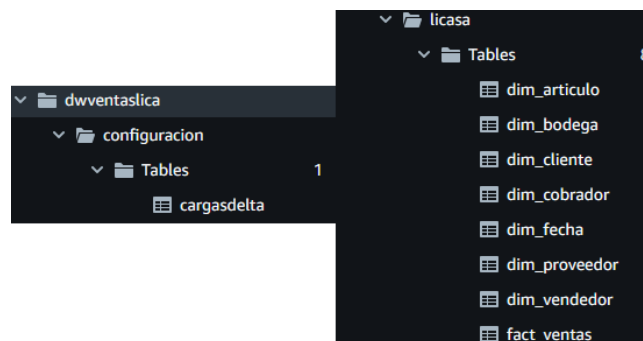 dwventaslica
configuracion
Tables 1
cargasdelta
licasa
Tables
dim_articulo
dim_bodega
dim_cliente
dim_cobrador
dim_fecha
dim_proveedor
dim_vendedor
fact_ventas